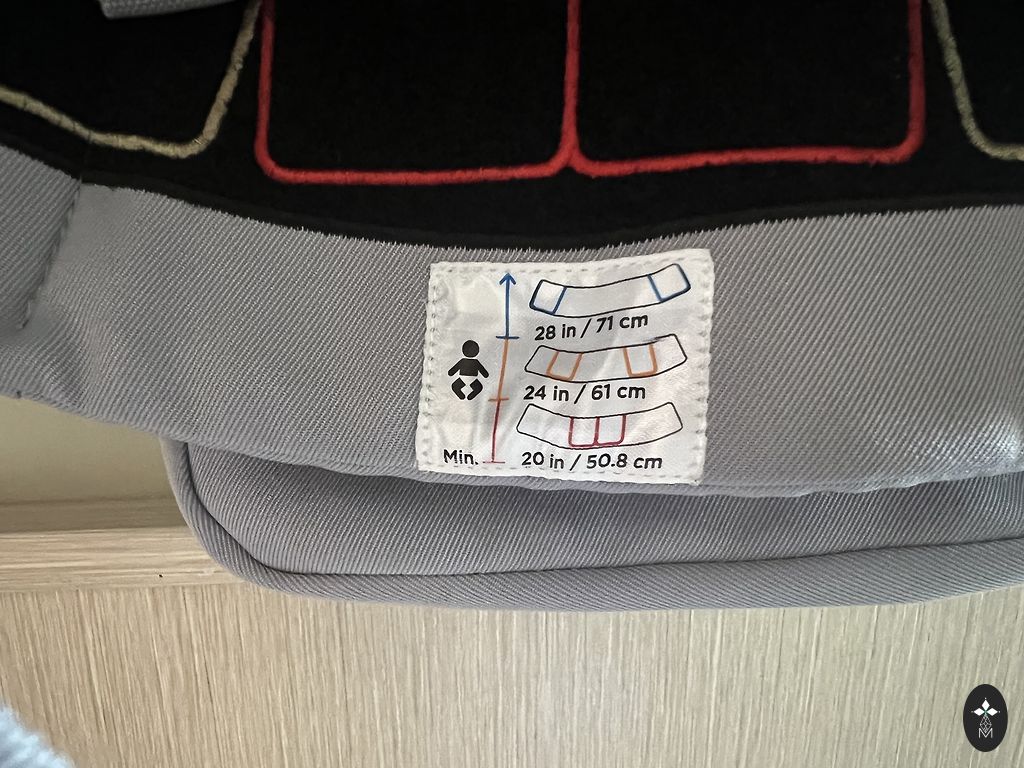 28 in / 71 cm
24 in / 61 cm
Min. 20 in / 50.8 cm
M